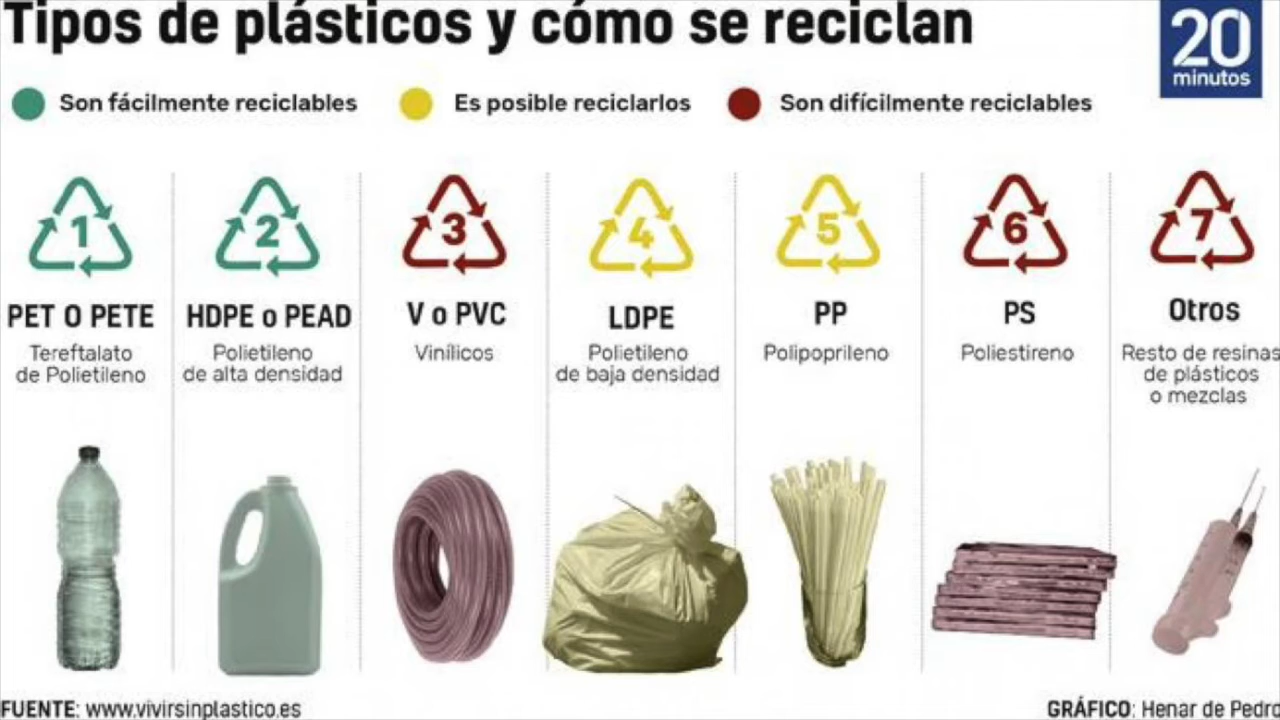 Tipos de plásticos y cómo se reciclan
20
minutos
Son fácilmente reciclables
Es posible reciclarlos
Son difícilmente reciclables
1
2
3
4
5
6
7
PET O PETE
HDPE o PEAD
V o PVC
LDPE
PP
PS
Otros
Tereftalato
de Polietileno
Polietileno
de alta densidad
Vinílicos
Polietileno
de baja densidad
Polipoprileno
Poliestireno
Resto de resinas
de plásticos
o mezclas
FUENTE: www.vivirsinplastico.es
GRÁFICO: Henar de Pedro